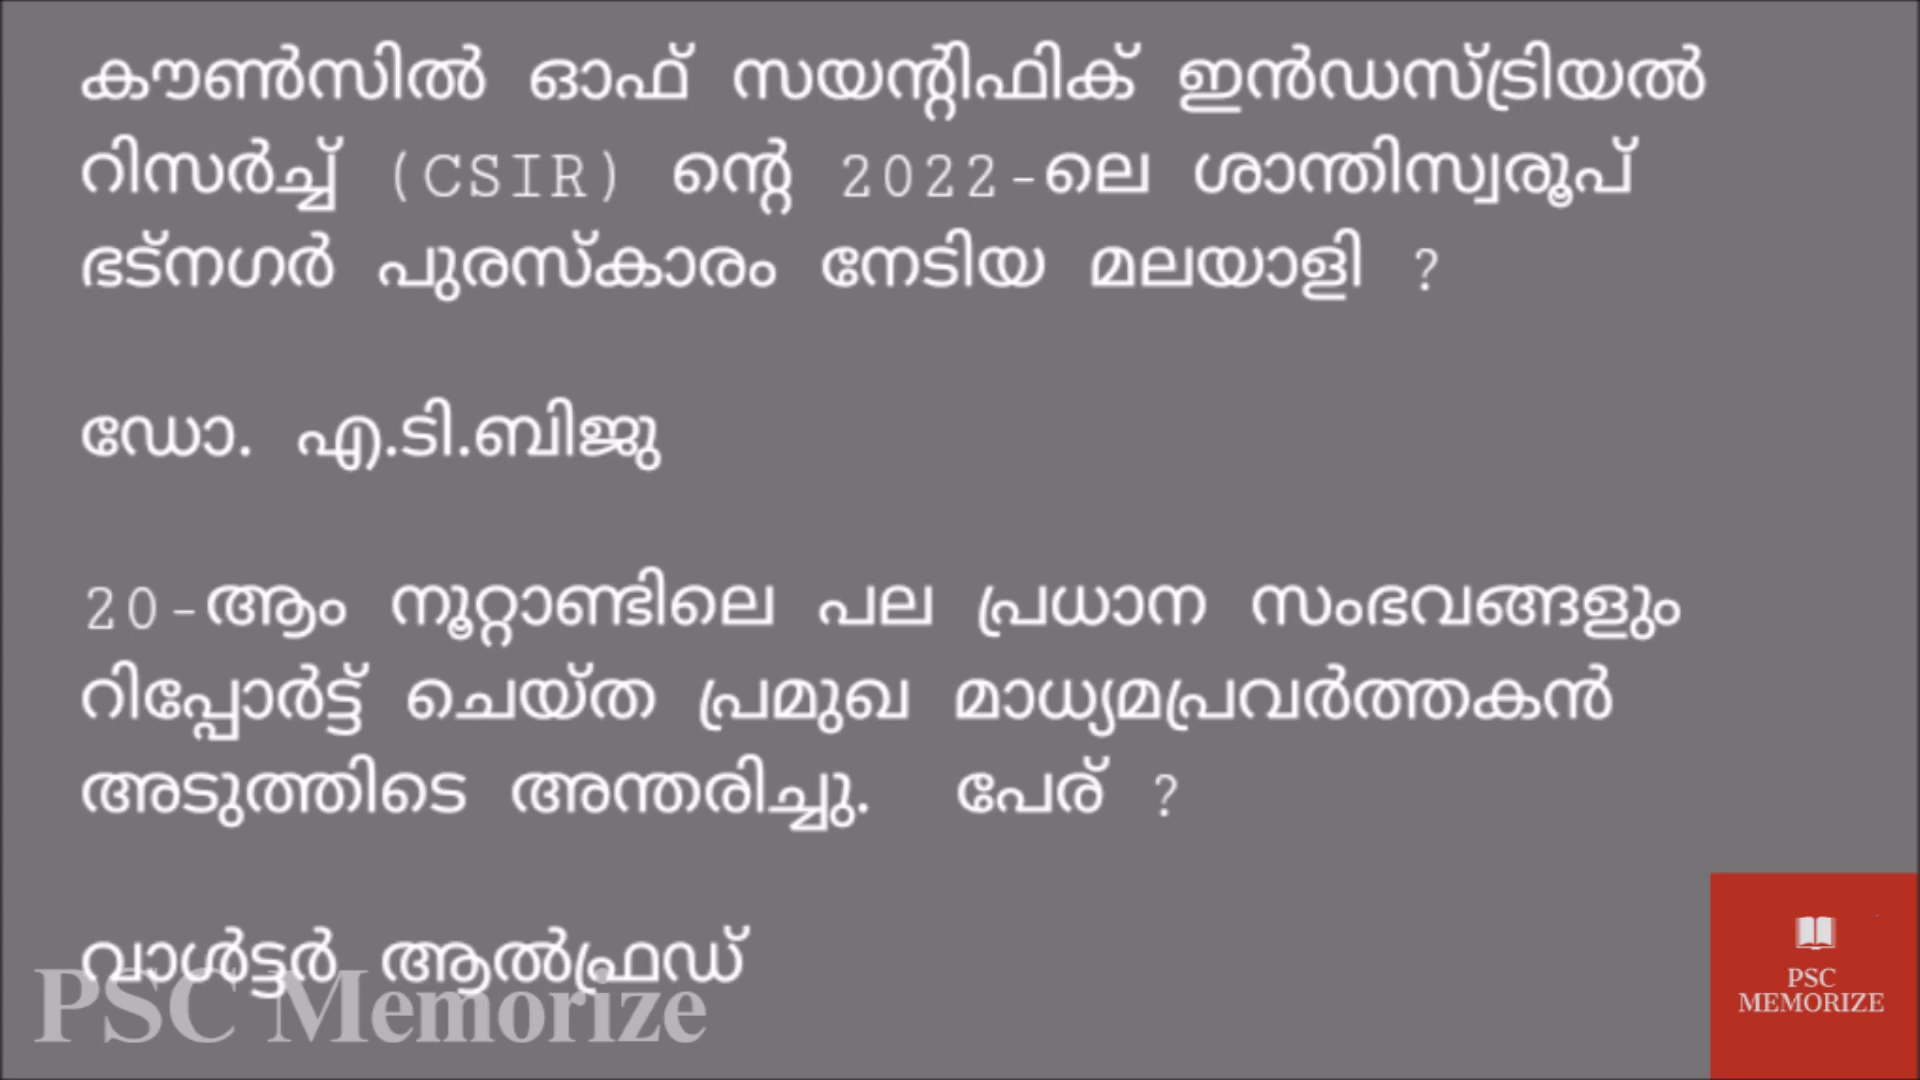 കൗൺസിൽ ഓഫ് സയന്റിഫിക് ഇൻഡസ്ട്രിയൽ
റിസർച്ച് (CSIR) ന്റെ 2022-ലെ ശാന്തിസ്വരൂപ്
ഭട്നഗർ പുരസ്കാരം നേടിയ മലയാളി ?
ഡോ. എ.ടി.ബിജു
20-ആം നൂറ്റാണ്ടിലെ പല പ്രധാന സംഭവങ്ങളും
റിപ്പോർട്ട് ചെയ്ത പ്രമുഖ മാധ്യമപ്രവർത്തകൻ
അടുത്തിടെ അന്തരിച്ചു. പേര് ?
വാൾട്ടർ ആൽഫ്രഡ്
PSC Memorize
PSC
MEMORIZE